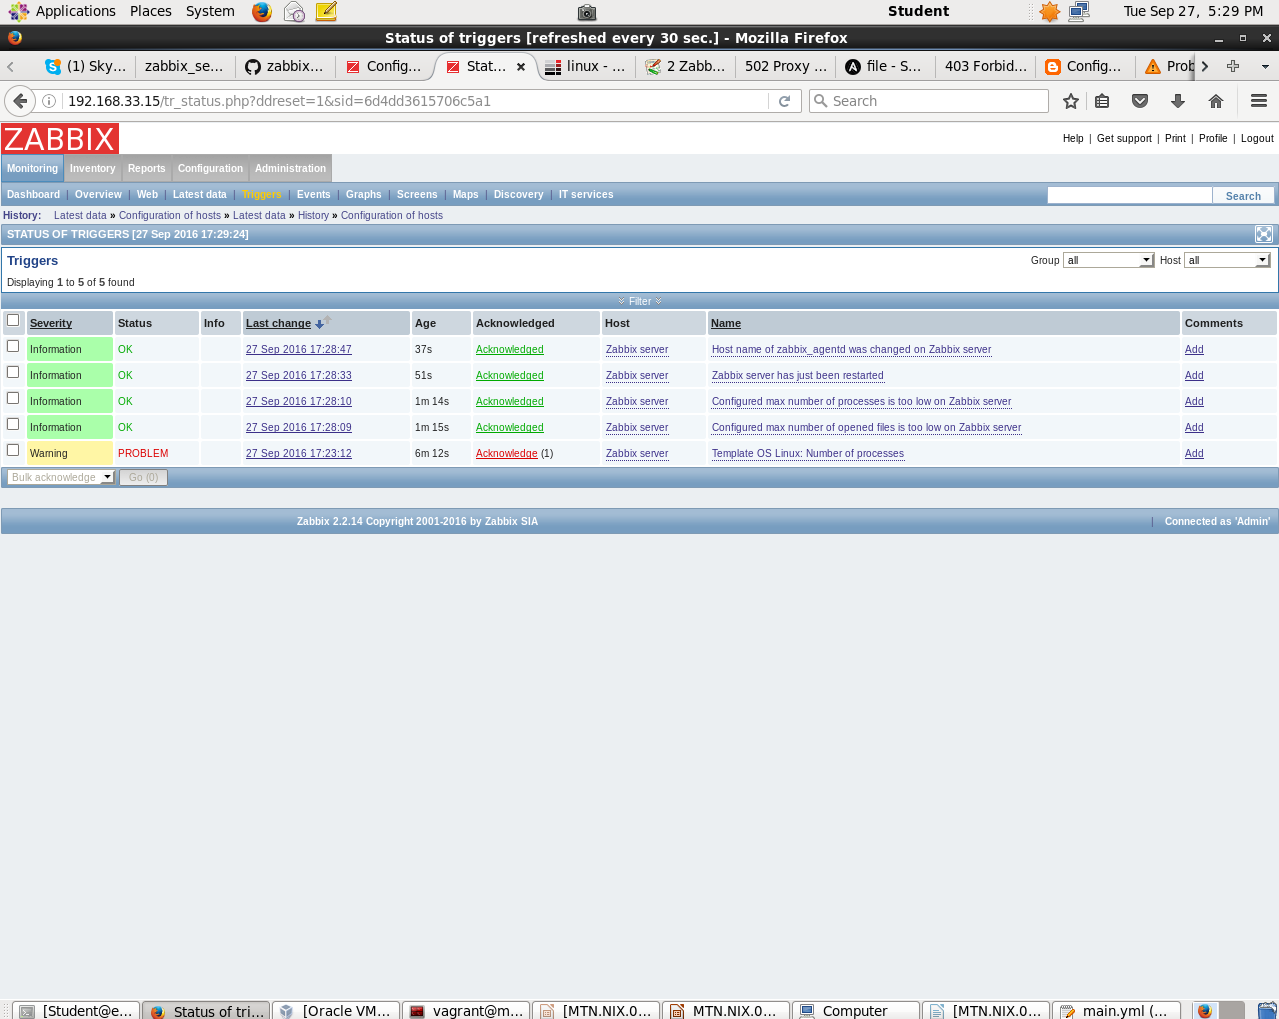 Applications Places System Student Tue Sep 27, 5:29 PM
Status of triggers [refreshed every 30 sec.] - Mozilla Firefox
(1) Sky… zabbix_se… zabbix… Config… Stat… linux - … 2 Zabb… 502 Proxy … file - S… 403 Forbid… Config… Prob
192.168.33.15/tr_status.php?ddreset=1&sid=6d4dd3615706c5a1 Search
ZABBIX
Help | Get support | Print | Profile | Logout
Monitoring Inventory Reports Configuration Administration
Dashboard | Overview | Web | Latest data | Triggers | Events | Graphs | Screens | Maps | Discovery | IT services Search
History: Latest data » Configuration of hosts » Latest data » History » Configuration of hosts
STATUS OF TRIGGERS [27 Sep 2016 17:29:24]
Triggers Group all Host all
Displaying 1 to 5 of 5 found
Filter
Severity Status Info Last change Age Acknowledged Host Name Comments
Information OK 27 Sep 2016 17:28:47 37s Acknowledged Zabbix server Host name of zabbix_agentd was changed on Zabbix server Add
Information OK 27 Sep 2016 17:28:33 51s Acknowledged Zabbix server Zabbix server has just been restarted Add
Information OK 27 Sep 2016 17:28:10 1m 14s Acknowledged Zabbix server Configured max number of processes is too low on Zabbix server Add
Information OK 27 Sep 2016 17:28:09 1m 15s Acknowledged Zabbix server Configured max number of opened files is too low on Zabbix server Add
Warning PROBLEM 27 Sep 2016 17:23:12 6m 12s Acknowledge (1) Zabbix server Template OS Linux: Number of processes Add
Bulk acknowledge Go (0)
Zabbix 2.2.14 Copyright 2001-2016 by Zabbix SIA | Connected as 'Admin'
[Student@e… Status of tri… [Oracle VM… vagrant@m… [MTN.NIX.0… MTN.NIX.0… Computer [MTN.NIX.0… main.yml (…